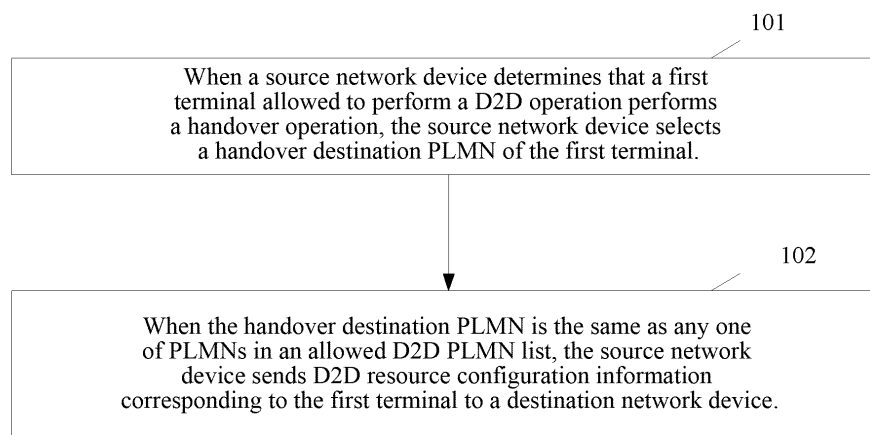 101
When a source network device determines that a first
terminal allowed to perform a D2D operation performs
a handover operation, the source network device selects
a handover destination PLMN of the first terminal.
102
When the handover destination PLMN is the same as any one
of PLMNs in an allowed D2D PLMN list, the source network
device sends D2D resource configuration information
corresponding to the first terminal to a destination network device.